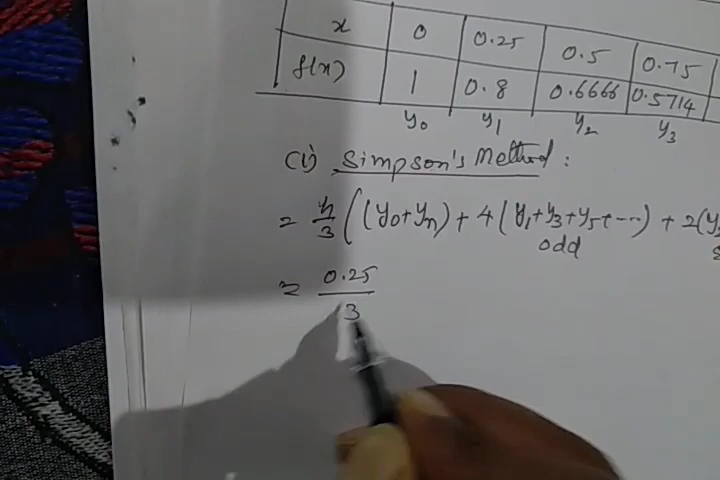 x 0 0.25 0.5 0.75
f(x) 1 0.8 0.6666 0.5714
y0 y1 y2 y3
(i) Simpson's Method :
= h/3 ((y0+yn) + 4(y1+y3+y5+---) + 2(y2
odd
= 0.25/3